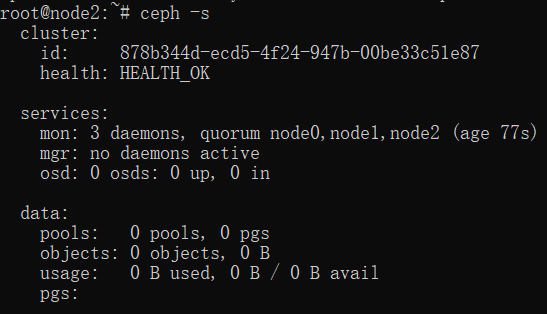 root@node2:~# ceph -s
  cluster:
    id:     878b344d-ecd5-4f24-947b-00be33c51e87
    health: HEALTH_OK

  services:
    mon: 3 daemons, quorum node0,node1,node2 (age 77s)
    mgr: no daemons active
    osd: 0 osds: 0 up, 0 in

  data:
    pools:   0 pools, 0 pgs
    objects: 0 objects, 0 B
    usage:   0 B used, 0 B / 0 B avail
    pgs: